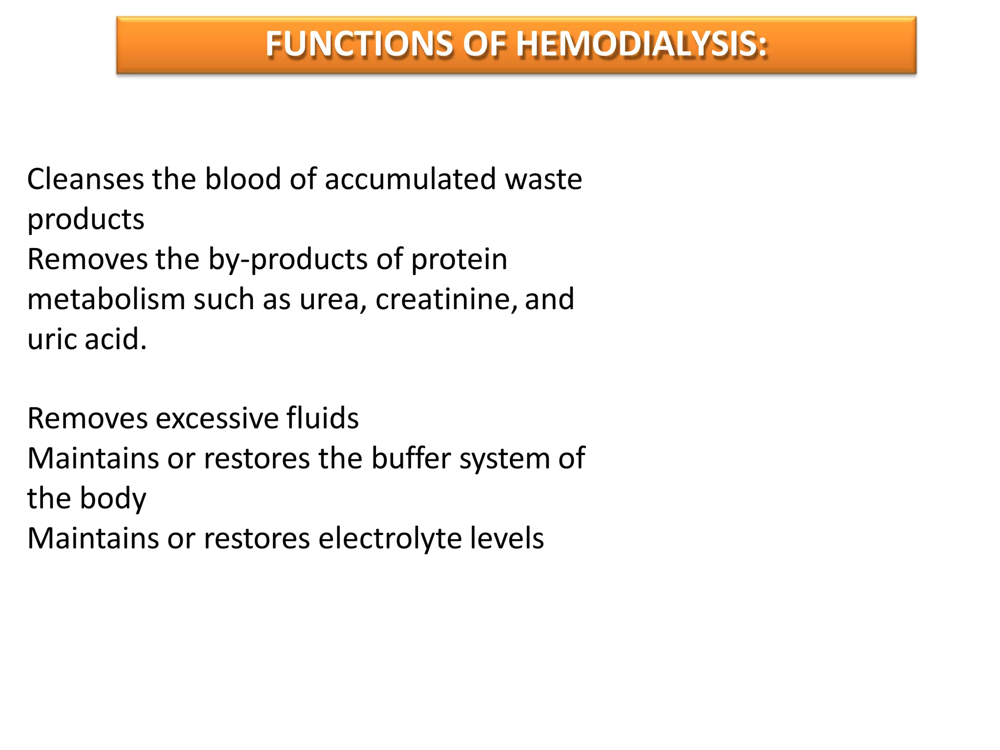 FUNCTIONS OF HEMODIALYSIS:
Cleanses the blood of accumulated waste
products
Removes the by-products of protein
metabolism such as urea, creatinine, and
uric acid.
Removes excessive fluids
Maintains or restores the buffer system of
the body
Maintains or restores electrolyte levels